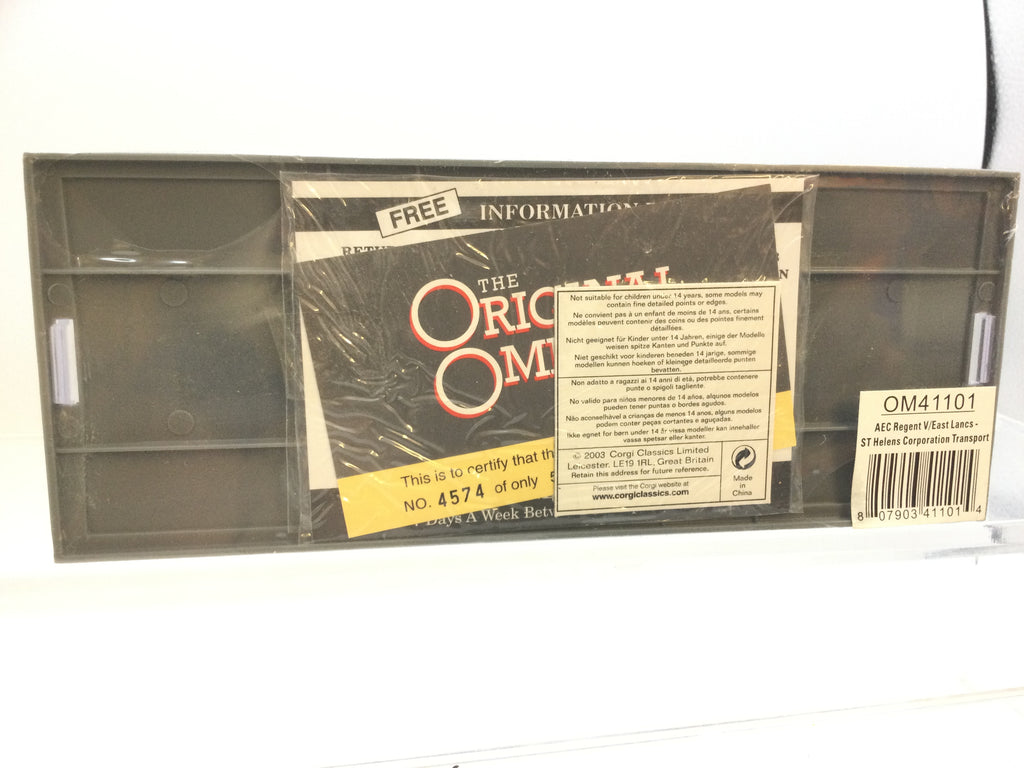 FREE
INFORMATION
THE
ORIGINAL
This is to certify that th
NO. 4574 of only
7 Days A Week Betw
Not suitable for children under 14 years, some models may
contain fine detailed points or edges.
Ne convient pas à un enfant de moins de 14 ans, certains
modèles peuvent contenir des coins ou des pointes finement
détaillées.
Nicht geeignet für Kinder unter 14 Jahren, einige der Modelle
weisen spitze Kanten und Punkte auf.
Niet geschikt voor kinderen beneden 14 jarige, sommige
modellen kunnen hoeken of kleinege detailleerde punten
bevatten.
Non adatto a ragazzi ai 14 anni di età, potrebbe contenere
punte o spigoli tagliente.
No valido para niños menores de 14 años, algunos modelos
pueden tener puntas o bordes agudos.
Não aconselhável a crianças de menos 14 anos, alguns modelos
podem conter peças cortantes e aguçadas.
Ikke egnet for børn under 14 år vissa modeller kan innehallor
vassa spetsar eller kanter.
© 2003 Corgi Classics Limited
Leicester. LE19 1RL, Great Britain
Retain this address for future reference.
Please visit the Corgi website at
www.corgiclassics.com
Made
in
China
OM41101
AEC Regent V/East Lancs -
ST Helens Corporation Transport
8 07903 41101 4